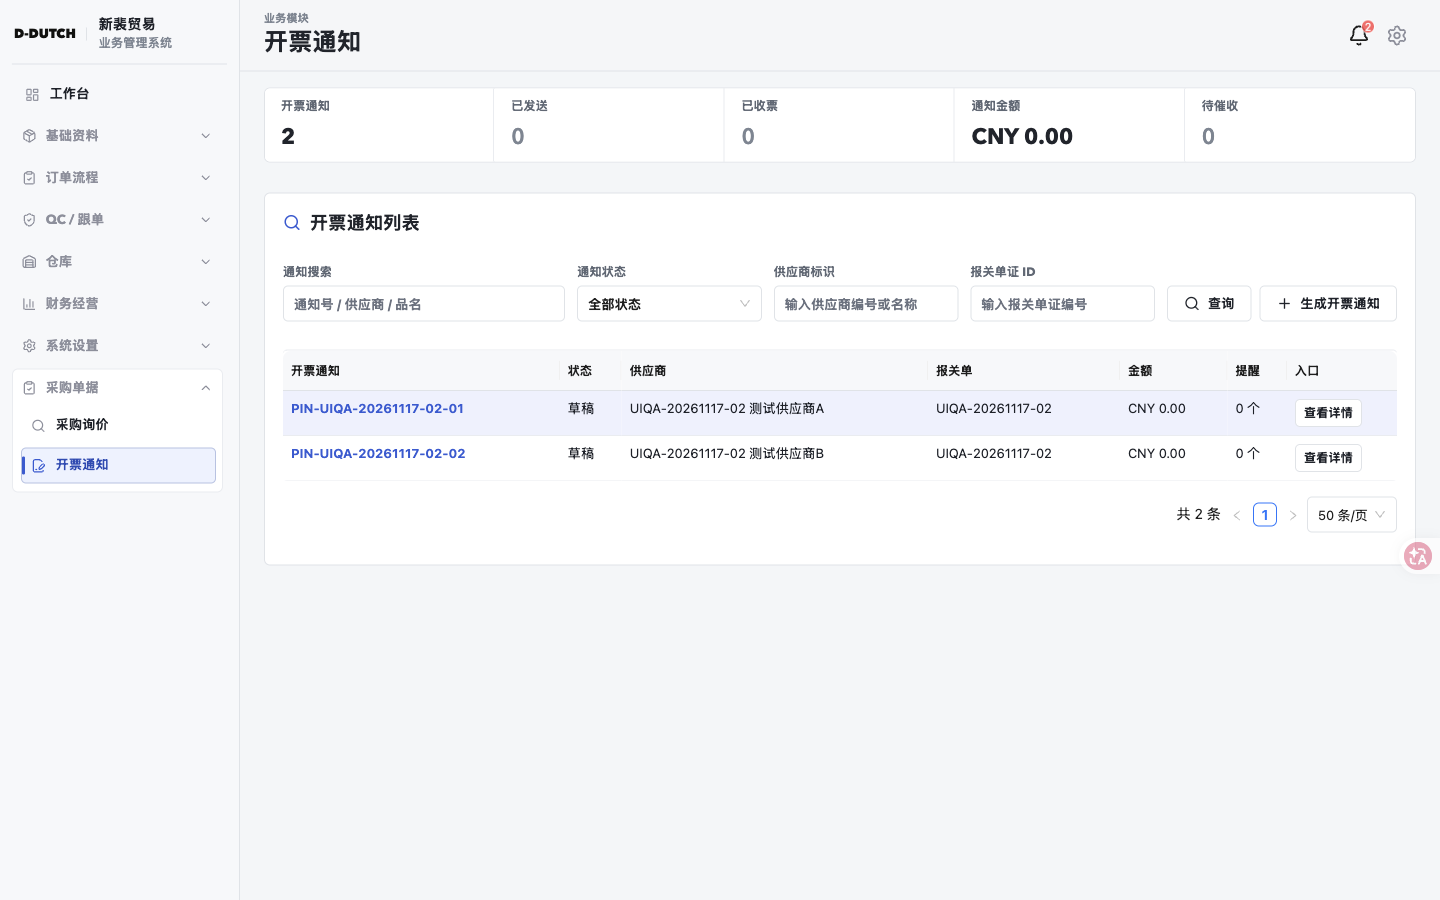 D-DUTCH
新裴贸易
业务管理系统
工作台
基础资料
订单流程
QC / 跟单
仓库
财务经营
系统设置
采购单据
采购询价
开票通知
业务模块
开票通知
2
开票通知
2
已发送
0
已收票
0
通知金额
CNY 0.00
待催收
0
开票通知列表
通知搜索
通知号 / 供应商 / 品名
通知状态
全部状态
供应商标识
输入供应商编号或名称
报关单证 ID
输入报关单证编号
查询
生成开票通知
开票通知 状态 供应商 报关单 金额 提醒 入口
PIN-UIQA-20261117-02-01 草稿 UIQA-20261117-02 测试供应商A UIQA-20261117-02 CNY 0.00 0 个 查看详情
PIN-UIQA-20261117-02-02 草稿 UIQA-20261117-02 测试供应商B UIQA-20261117-02 CNY 0.00 0 个 查看详情
共 2 条 1 50 条/页